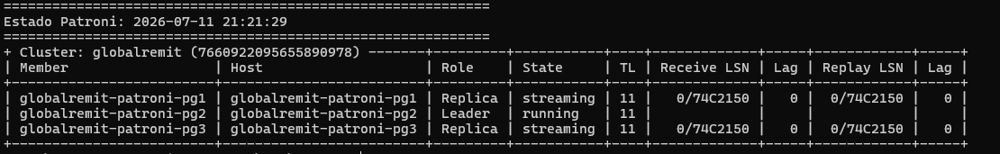 ============================================================
Estado Patroni: 2026-07-11 21:21:29
============================================================
+ Cluster: globalremit (7660922095655890978) -------+---------+-----------+----+-------------+-----+------------+-----+
| Member                  | Host                    | Role    | State     | TL | Receive LSN | Lag | Replay LSN | Lag |
+-------------------------+-------------------------+---------+-----------+----+-------------+-----+------------+-----+
| globalremit-patroni-pg1 | globalremit-patroni-pg1 | Replica | streaming | 11 |   0/74C2150 |   0 |  0/74C2150 |   0 |
| globalremit-patroni-pg2 | globalremit-patroni-pg2 | Leader  | running   | 11 |             |     |            |     |
| globalremit-patroni-pg3 | globalremit-patroni-pg3 | Replica | streaming | 11 |   0/74C2150 |   0 |  0/74C2150 |   0 |
+-------------------------+-------------------------+---------+-----------+----+-------------+-----+------------+-----+